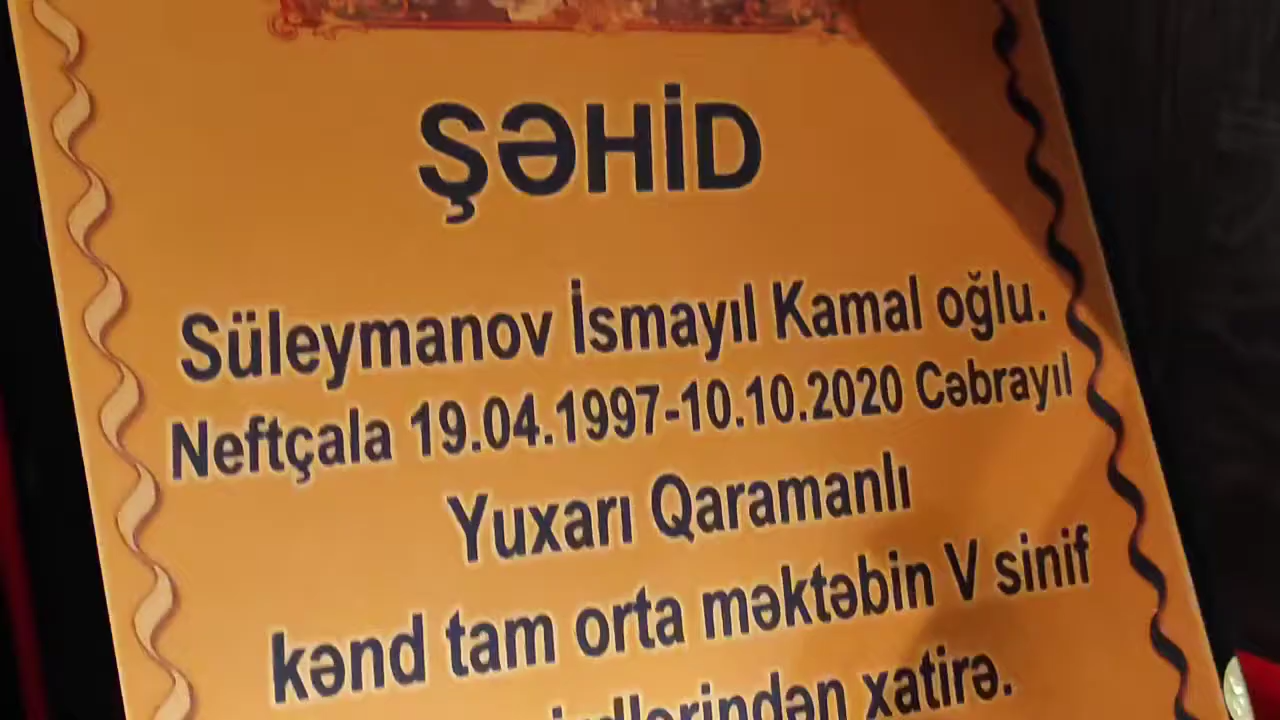 ŞƏHİD
Süleymanov İsmayıl Kamal oğlu.
Neftçala 19.04.1997-10.10.2020 Cəbrayıl
Yuxarı Qaramanlı
kənd tam orta məktəbin V sinif
xatirə.